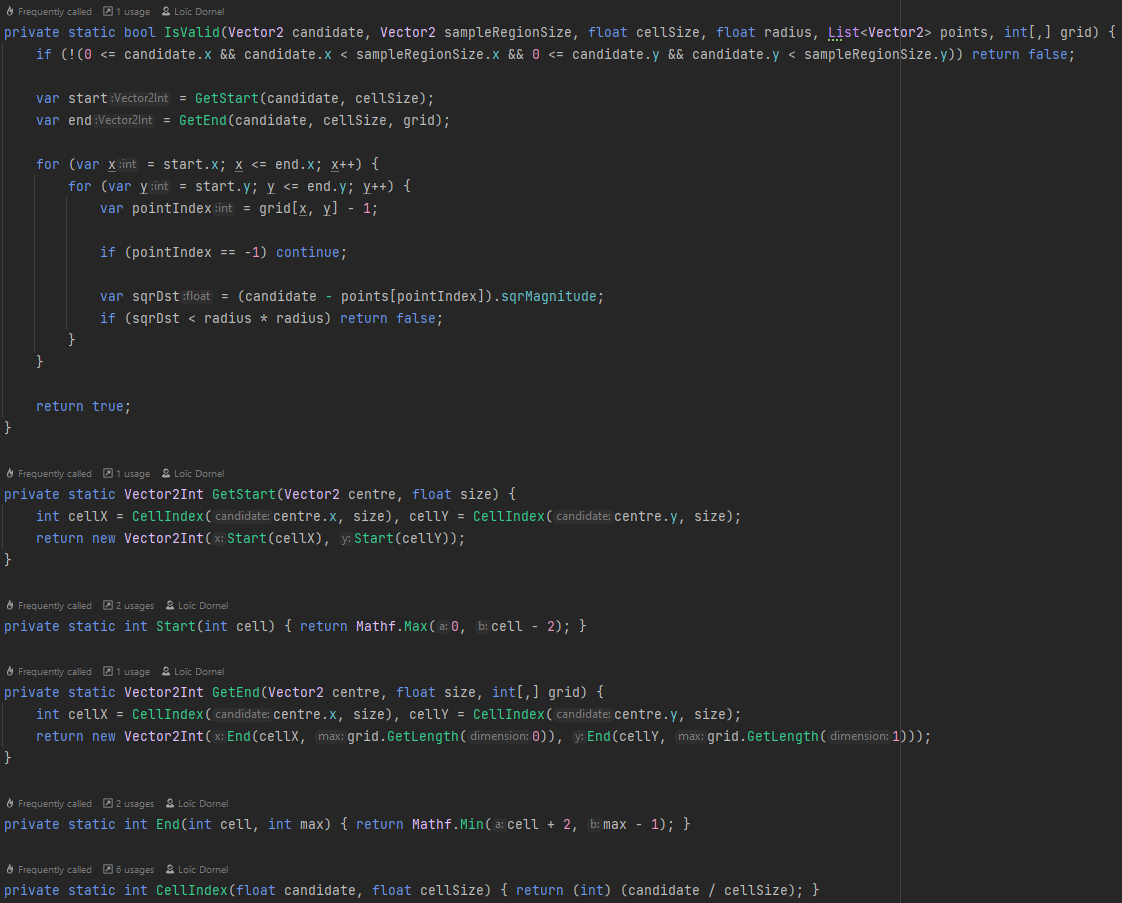 Frequently called 1 usage Loïc Dornel
private static bool IsValid(Vector2 candidate, Vector2 sampleRegionSize, float cellSize, float radius, List<Vector2> points, int[,] grid) {
    if (!(0 <= candidate.x && candidate.x < sampleRegionSize.x && 0 <= candidate.y && candidate.y < sampleRegionSize.y)) return false;
    var start :Vector2Int = GetStart(candidate, cellSize);
    var end :Vector2Int = GetEnd(candidate, cellSize, grid);
    for (var x :int = start.x; x <= end.x; x++) {
        for (var y :int = start.y; y <= end.y; y++) {
            var pointIndex :int = grid[x, y] - 1;
            if (pointIndex == -1) continue;
            var sqrDst :float = (candidate - points[pointIndex]).sqrMagnitude;
            if (sqrDst < radius * radius) return false;
        }
    }
    return true;
}
Frequently called 1 usage Loïc Dornel
private static Vector2Int GetStart(Vector2 centre, float size) {
    int cellX = CellIndex( candidate: centre.x, size), cellY = CellIndex( candidate: centre.y, size);
    return new Vector2Int( x: Start(cellX), y: Start(cellY));
}
Frequently called 2 usages Loïc Dornel
private static int Start(int cell) { return Mathf.Max( a: 0, b: cell - 2); }
Frequently called 1 usage Loïc Dornel
private static Vector2Int GetEnd(Vector2 centre, float size, int[,] grid) {
    int cellX = CellIndex( candidate: centre.x, size), cellY = CellIndex( candidate: centre.y, size);
    return new Vector2Int( x: End(cellX, max: grid.GetLength( dimension: 0)), y: End(cellY, max: grid.GetLength( dimension: 1)));
}
Frequently called 2 usages Loïc Dornel
private static int End(int cell, int max) { return Mathf.Min( a: cell + 2, b: max - 1); }
Frequently called 6 usages Loïc Dornel
private static int CellIndex(float candidate, float cellSize) { return (int) (candidate / cellSize); }